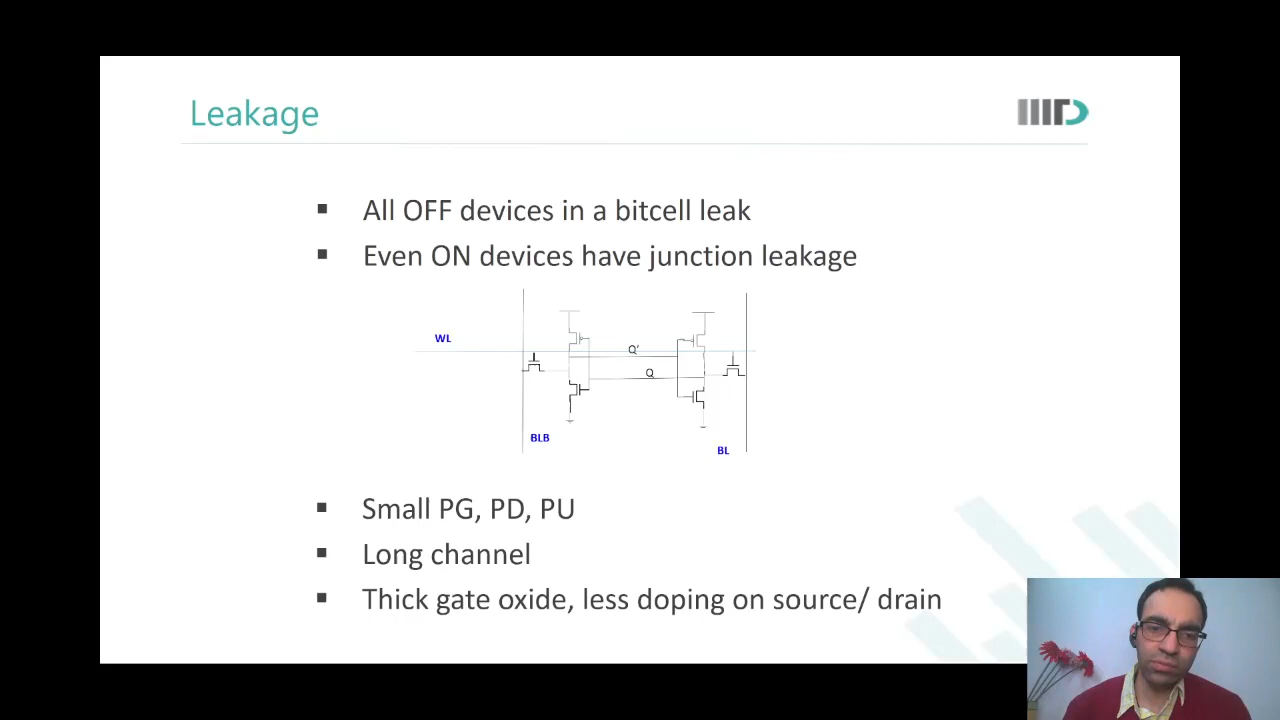 Leakage
IIITD
▪ All OFF devices in a bitcell leak
▪ Even ON devices have junction leakage
WL
Q'
Q
BLB
BL
▪ Small PG, PD, PU
▪ Long channel
▪ Thick gate oxide, less doping on source/ drain